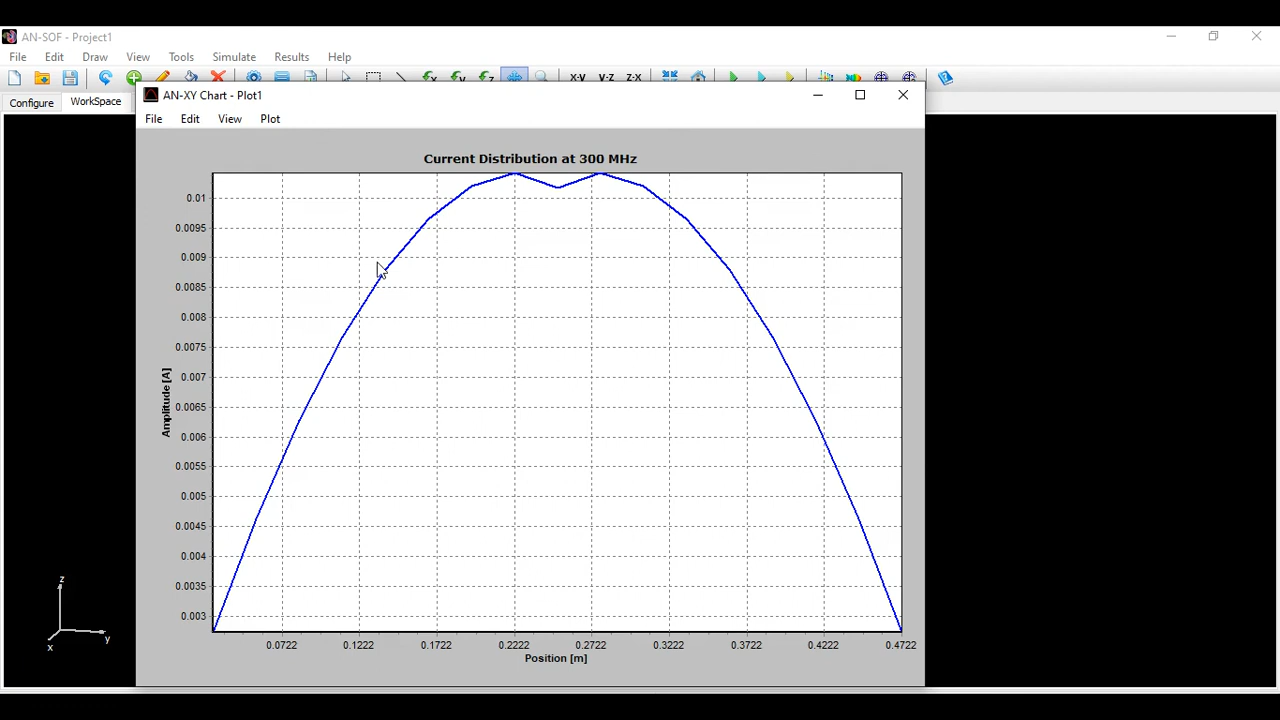 AN-SOF - Project1
File Edit Draw View Tools Simulate Results Help
X-Y Y-Z Z-X
Configure WorkSpace
AN-XY Chart - Plot1
File Edit View Plot
Current Distribution at 300 MHz
0.01
0.0095
0.009
0.0085
0.008
0.0075
0.007
0.0065
0.006
0.0055
0.005
0.0045
0.004
0.0035
0.003
Amplitude [A]
0.0722 0.1222 0.1722 0.2222 0.2722 0.3222 0.3722 0.4222 0.4722
Position [m]
z
y
x